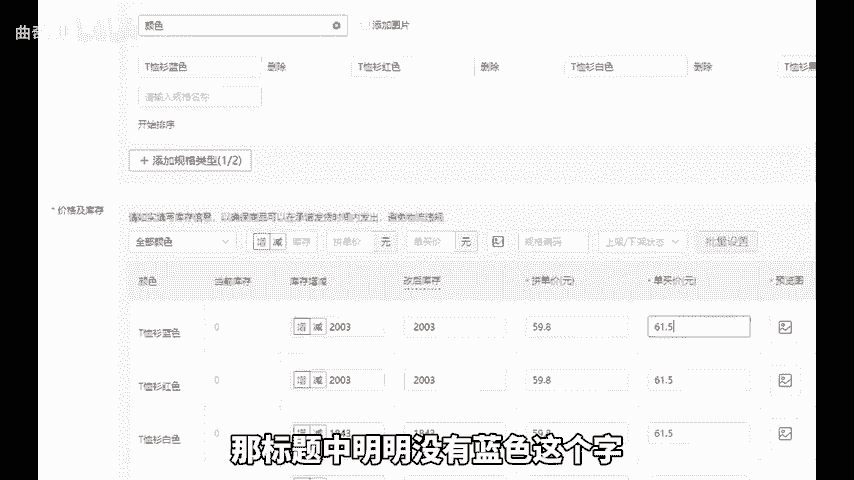 颜色 添加图片
T恤衫蓝色 删除 T恤衫红色 删除 T恤衫白色 删除 T恤衫
请输入规格名称
开始排序
+ 添加规格类型(1/2)
* 价格及库存
请如实填写库存信息，以确保商品可以在承诺发货时间内发出，避免物流违规
全部颜色 增 减 库存 拼单价 元 单买价 元 规格编码 上架/下架状态 批量设置
颜色 当前库存 库存增减 改后库存 * 拼单价(元) * 单买价(元) * 预览图
T恤衫蓝色 0 增 减 2003 2003 59.8 61.5
T恤衫红色 0 增 减 2003 2003 59.8 61.5
T恤衫白色 0 增 减 1843 1843 59.8 61.5
那标题中明明没有蓝色这个字